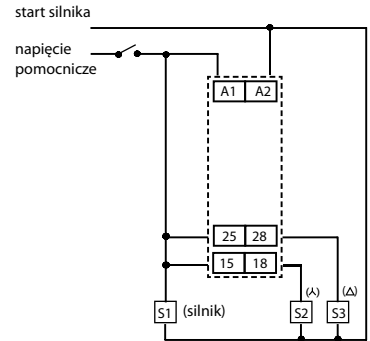 start silnika
napięcie
pomocnicze
A1 A2
25 28
15 18
S1 (silnik) S2 (⅄) S3 (△)